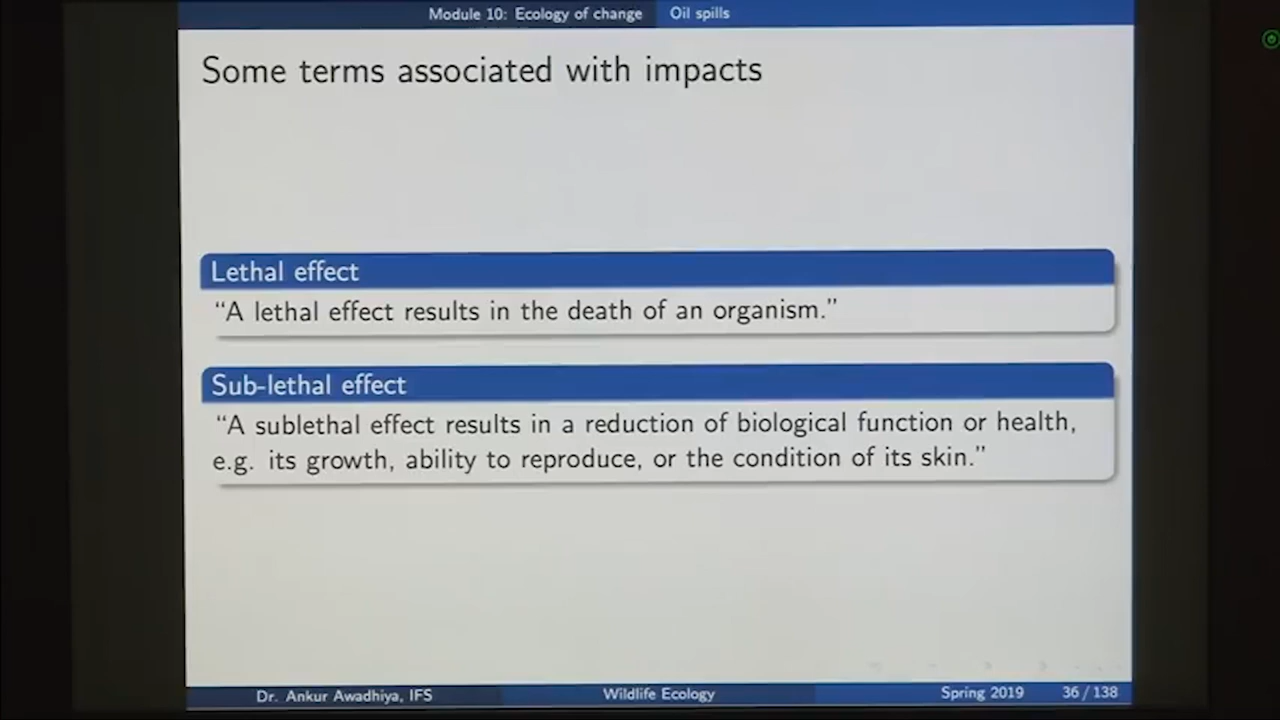 Module 10: Ecology of change Oil spills
Some terms associated with impacts
Lethal effect
“A lethal effect results in the death of an organism.”
Sub-lethal effect
“A sublethal effect results in a reduction of biological function or health,
e.g. its growth, ability to reproduce, or the condition of its skin.”
Dr. Ankur Awadhiya, IFS Wildlife Ecology Spring 2019 36 / 138